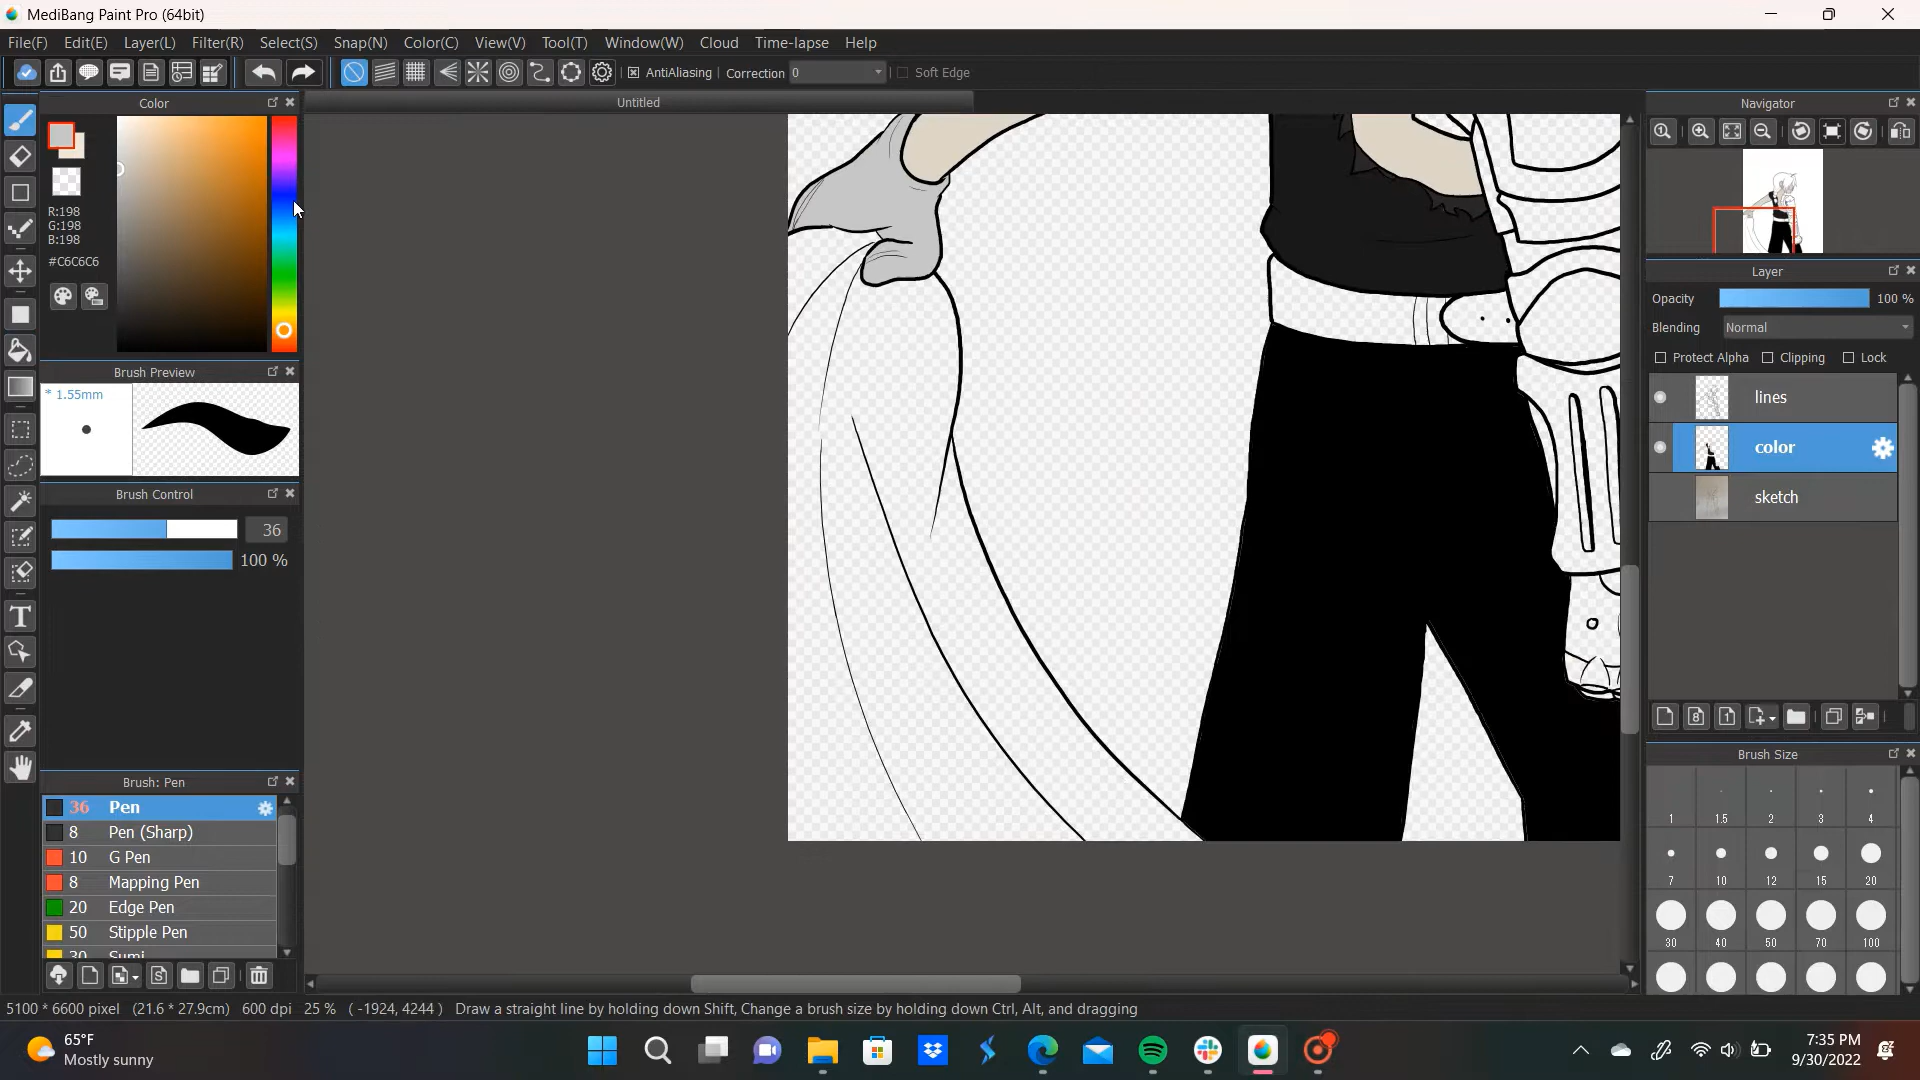 MediBang Paint Pro (64bit)
File(F) Edit(E) Layer(L) Filter(R) Select(S) Snap(N) Color(C) View(V) Tool(T) Window(W) Cloud Time-lapse Help
AntiAliasing Correction 0 Soft Edge
Color
Untitled
Navigator
R:198
G:198
B:198
#C6C6C6
Layer
Opacity 100 %
Blending Normal
Protect Alpha Clipping Lock
Brush Preview
* 1.55mm
lines
color
sketch
Brush Control
36
100 %
Brush: Pen
36 Pen
8 Pen (Sharp)
10 G Pen
8 Mapping Pen
20 Edge Pen
50 Stipple Pen
30 Sumi
Brush Size
1 1.5 2 3 4
7 10 12 15 20
30 40 50 70 100
5100 * 6600 pixel (21.6 * 27.9cm) 600 dpi 25 % ( -1924, 4244 ) Draw a straight line by holding down Shift, Change a brush size by holding down Ctrl, Alt, and dragging
65°F
Mostly sunny
7:35 PM
9/30/2022